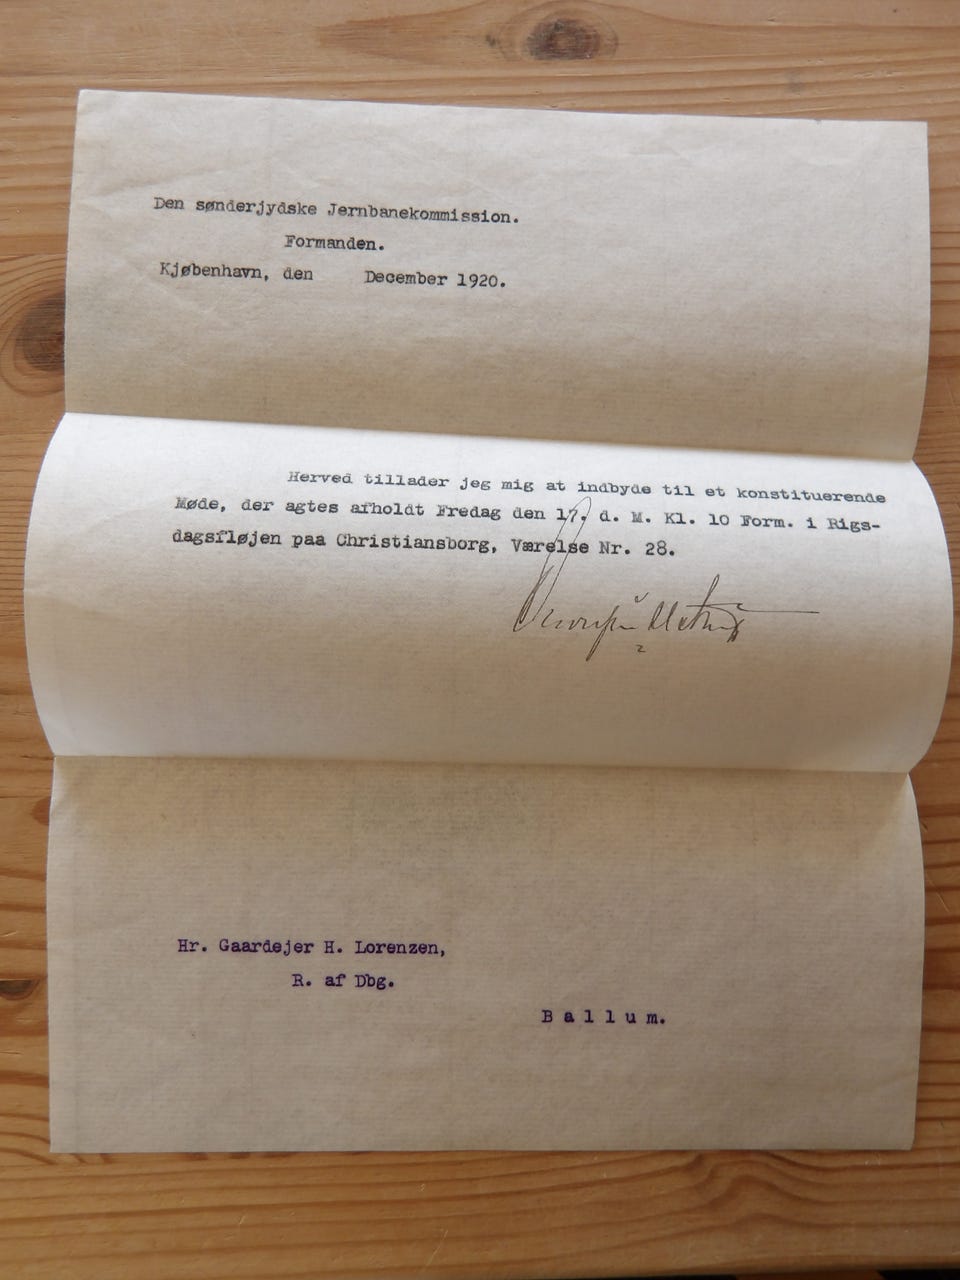 Den sønderjydske Jernbanekommission.
Formanden.
Kjøbenhavn, den December 1920.
Herved tillader jeg mig at indbyde til et konstituerende
Møde, der agtes afholdt Fredag den 17. d. M. Kl. 10 Form. i Rigs-
dagsfløjen paa Christiansborg, Værelse Nr. 28.
Hr. Gaardejer H. Lorenzen,
R. af Dbg.
Ballum.